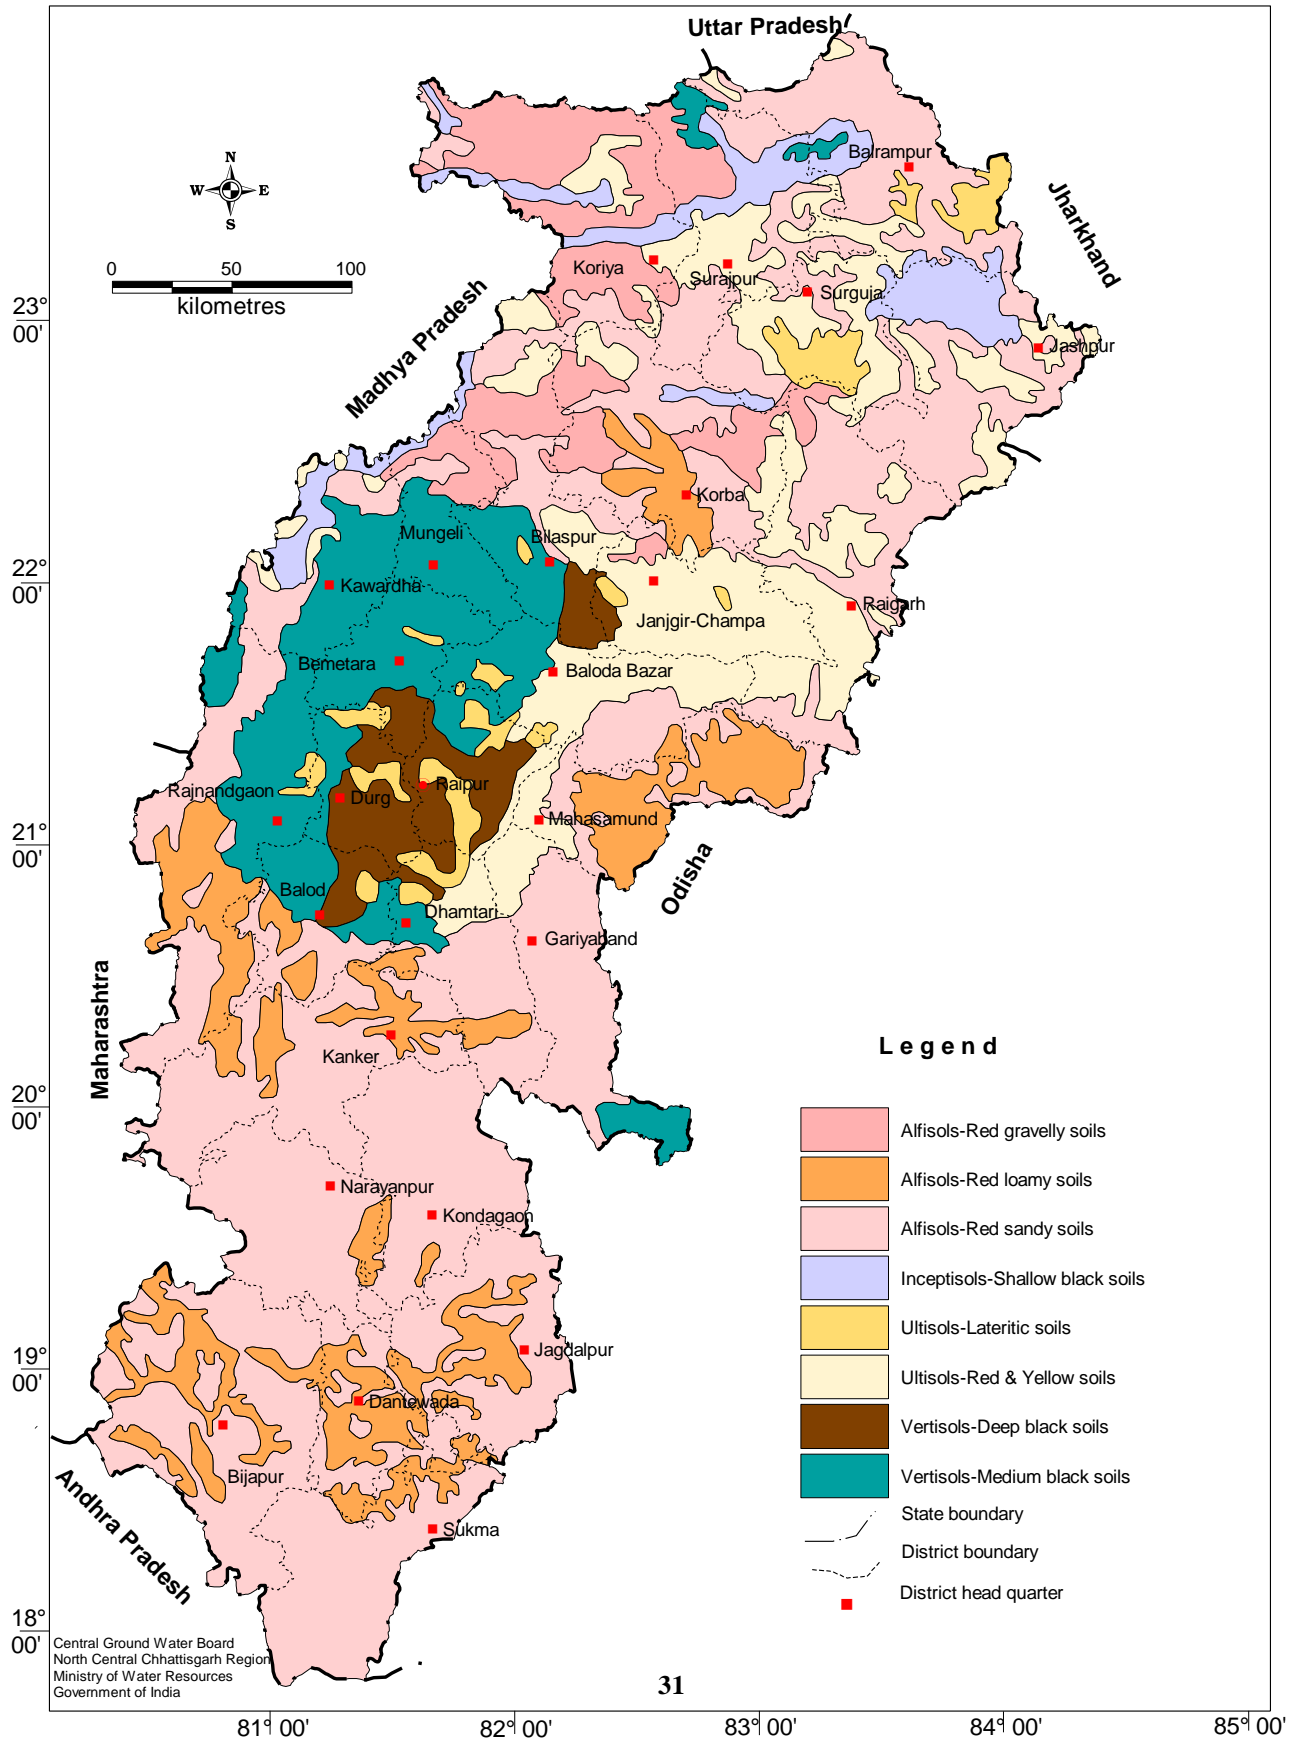 Uttar Pradesh
Balrampur
N
W E
S
Jharkhand
0 50 100
kilometres
Koriya
Surajpur
Surguja
23°
00'
Madhya Pradesh
Jashpur
Korba
Mungeli
Bilaspur
22°
00'
Kawardha
Janjgir-Champa
Raigarh
Bemetara
Baloda Bazar
Rajnandgaon
Durg
Raipur
Mahasamund
21°
00'
Odisha
Balod
Dhamtari
Gariyaband
Maharashtra
Kanker
Legend
20°
00'
Alfisols-Red gravelly soils
Alfisols-Red loamy soils
Narayanpur
Kondagaon
Alfisols-Red sandy soils
Inceptisols-Shallow black soils
Ultisols-Lateritic soils
Jagdalpur
19°
00'
Ultisols-Red & Yellow soils
Dantewada
Vertisols-Deep black soils
Bijapur
Vertisols-Medium black soils
Andhra Pradesh
State boundary
Sukma
District boundary
District head quarter
18°
00'
Central Ground Water Board
North Central Chhattisgarh Region
Ministry of Water Resources
Government of India
31
81° 00' 82° 00' 83° 00' 84° 00' 85° 00'